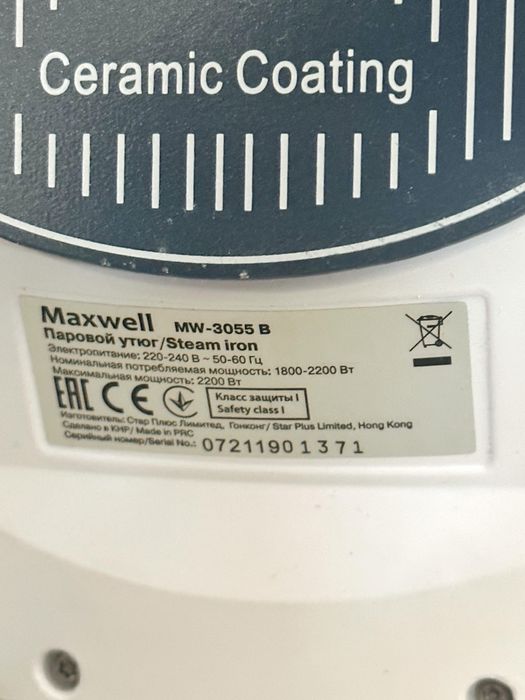 Ceramic Coating
Maxwell MW-3055 B
Паровой утюг/Steam iron
Электропитание: 220-240 В ~ 50-60 Гц
Номинальная потребляемая мощность: 1800-2200 Вт
Максимальная мощность: 2200 Вт
EAC CE
Класс защиты I
Safety class I
Изготовитель: Стар Плюс Лимитед, Гонконг/ Star Plus Limited, Hong Kong
Сделано в КНР/ Made in PRC
Серийный номер/Serial No.: 07211901371